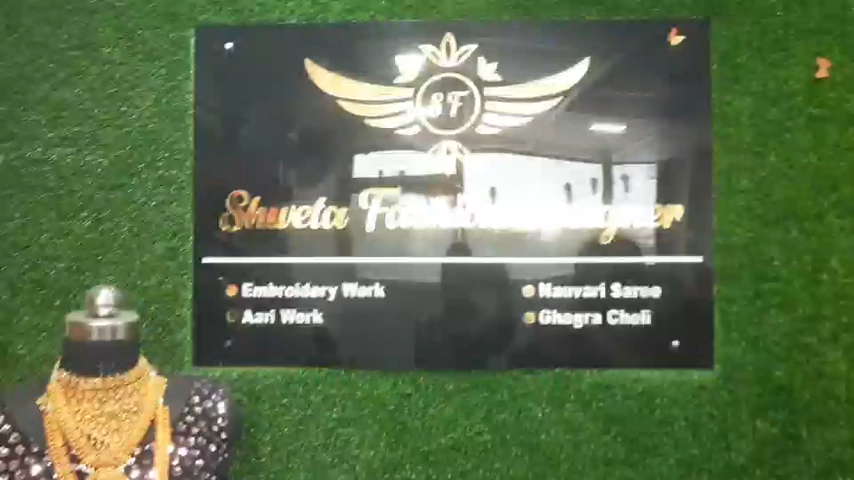 SF
Shweta Fashion Designer
Embroidery Work
Nauvari Saree
Aari Work
Ghagra Choli